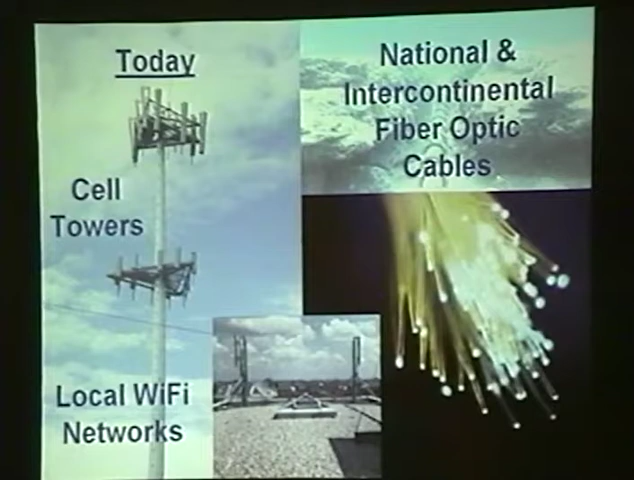 Today
National &
Intercontinental
Fiber Optic
Cables
Cell
Towers
Local WiFi
Networks